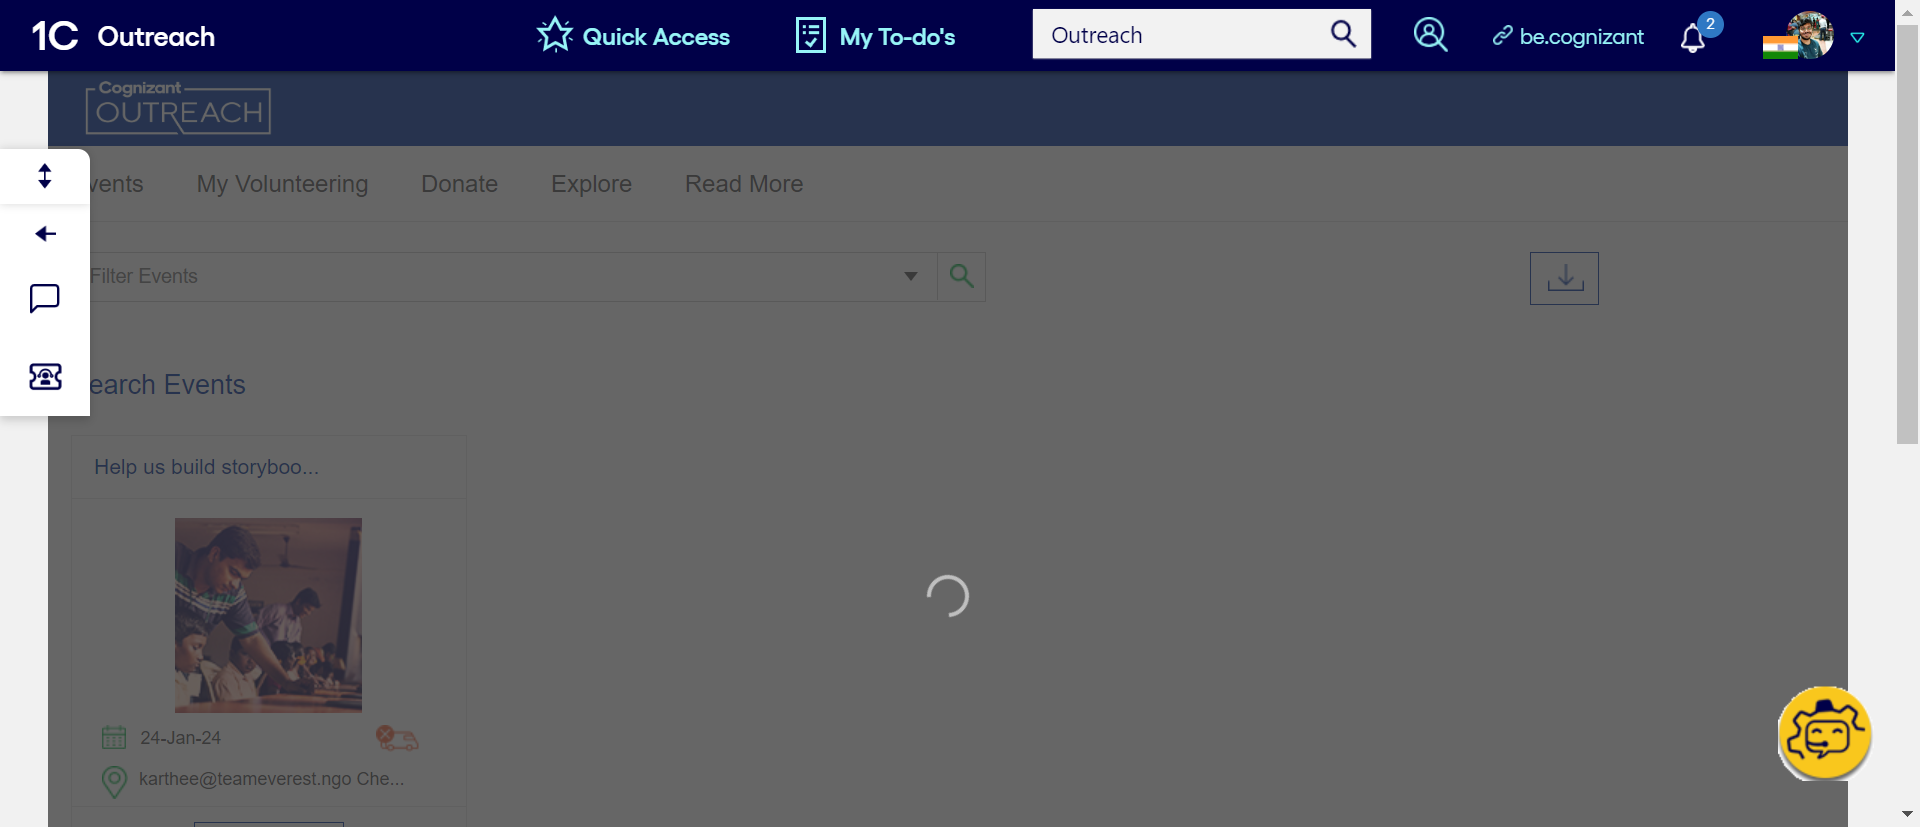 1C Outreach
Quick Access
My To-do's
Outreach
be.cognizant
2
Cognizant
OUTREACH
vents
My Volunteering
Donate
Explore
Read More
Filter Events
earch Events
Help us build storyboo...
24-Jan-24
karthee@teameverest.ngo Che...